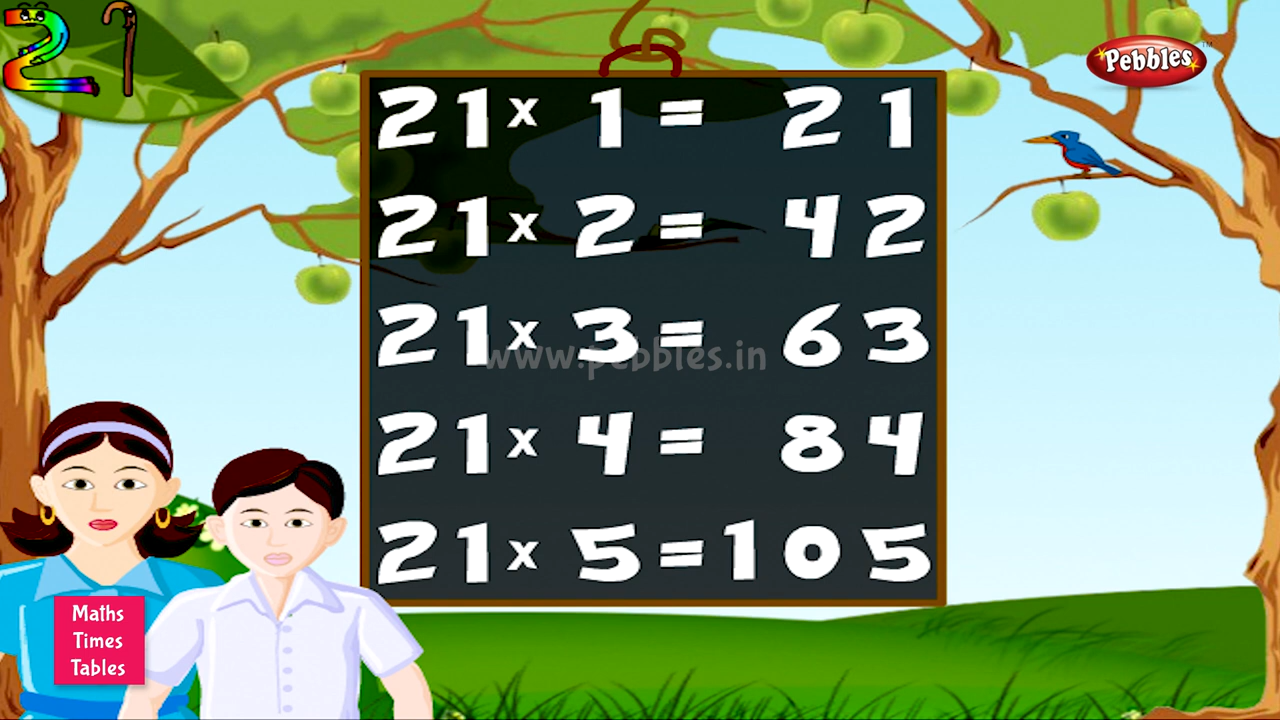 21
Pebbles™
21 x 1 = 21
21 x 2 = 42
21 x 3 = 63
www.pebbles.in
21 x 4 = 84
21 x 5 = 105
Maths
Times
Tables